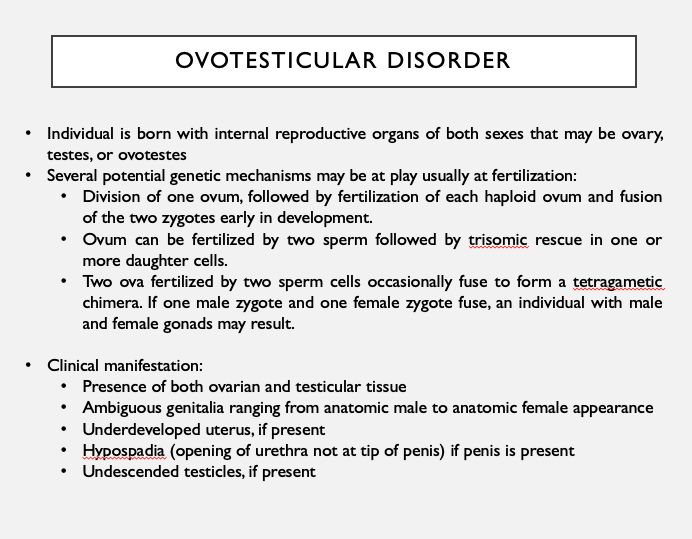 OVOTESTICULAR DISORDER
• Individual is born with internal reproductive organs of both sexes that may be ovary,
testes, or ovotestes
• Several potential genetic mechanisms may be at play usually at fertilization:
• Division of one ovum, followed by fertilization of each haploid ovum and fusion
of the two zygotes early in development.
• Ovum can be fertilized by two sperm followed by trisomic rescue in one or
more daughter cells.
• Two ova fertilized by two sperm cells occasionally fuse to form a tetragametic
chimera. If one male zygote and one female zygote fuse, an individual with male
and female gonads may result.
• Clinical manifestation:
• Presence of both ovarian and testicular tissue
• Ambiguous genitalia ranging from anatomic male to anatomic female appearance
• Underdeveloped uterus, if present
• Hypospadia (opening of urethra not at tip of penis) if penis is present
• Undescended testicles, if present